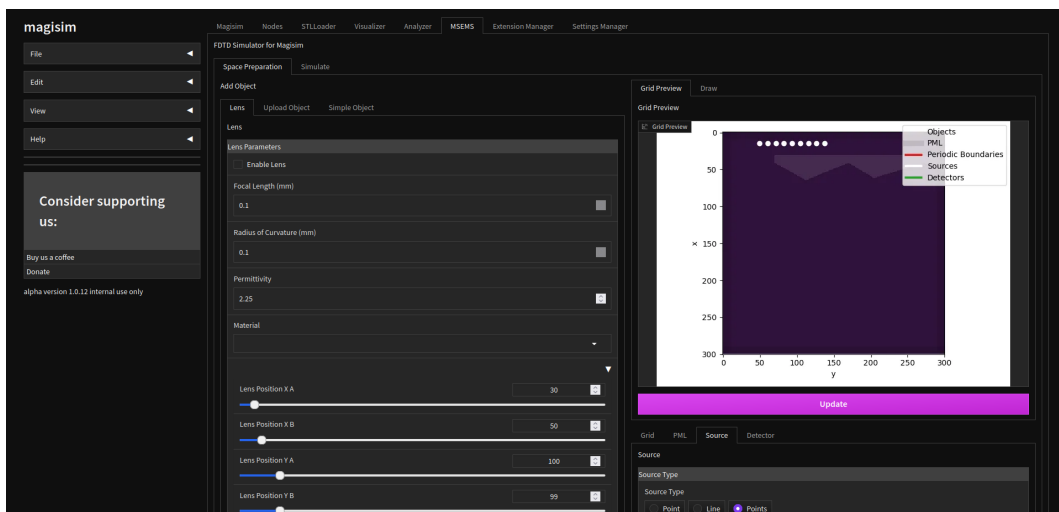 magisim
File
Edit
View
Help
Consider supporting
us:
Buy us a coffee
Donate
alpha version 1.0.12 internal use only
Magisim Nodes STLLoader Visualizer Analyzer MSEMS Extension Manager Settings Manager
FDTD Simulator for Magisim
Space Preparation Simulate
Add Object
Lens Upload Object Simple Object
Lens
Lens Parameters
Enable Lens
Focal Length (mm)
0.1
Radius of Curvature (mm)
0.1
Permittivity
2.25
Material
Lens Position X A 30
Lens Position X B 50
Lens Position Y A 100
Lens Position Y B 99
Grid Preview Draw
Grid Preview
Grid Preview
Objects
PML
Periodic Boundaries
Sources
Detectors
0
50
100
x 150
200
250
300
0 50 100 150 200 250 300
y
Update
Grid PML Source Detector
Source
Source Type
Source Type
Point Line Points